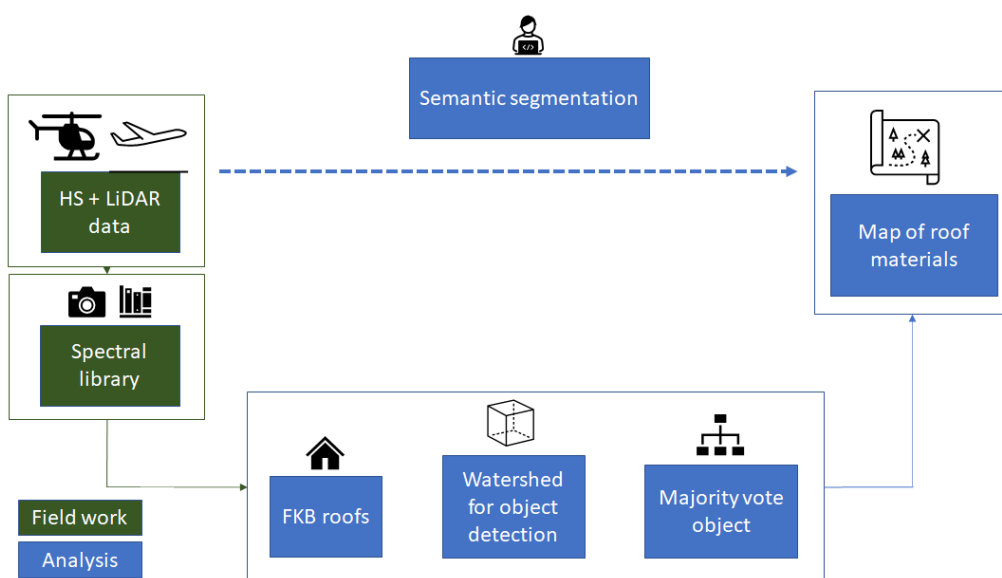 Semantic segmentation
HS + LiDAR
data
Map of roof
materials
Spectral
library
FKB roofs
Watershed
for object
detection
Majority vote
object
Field work
Analysis